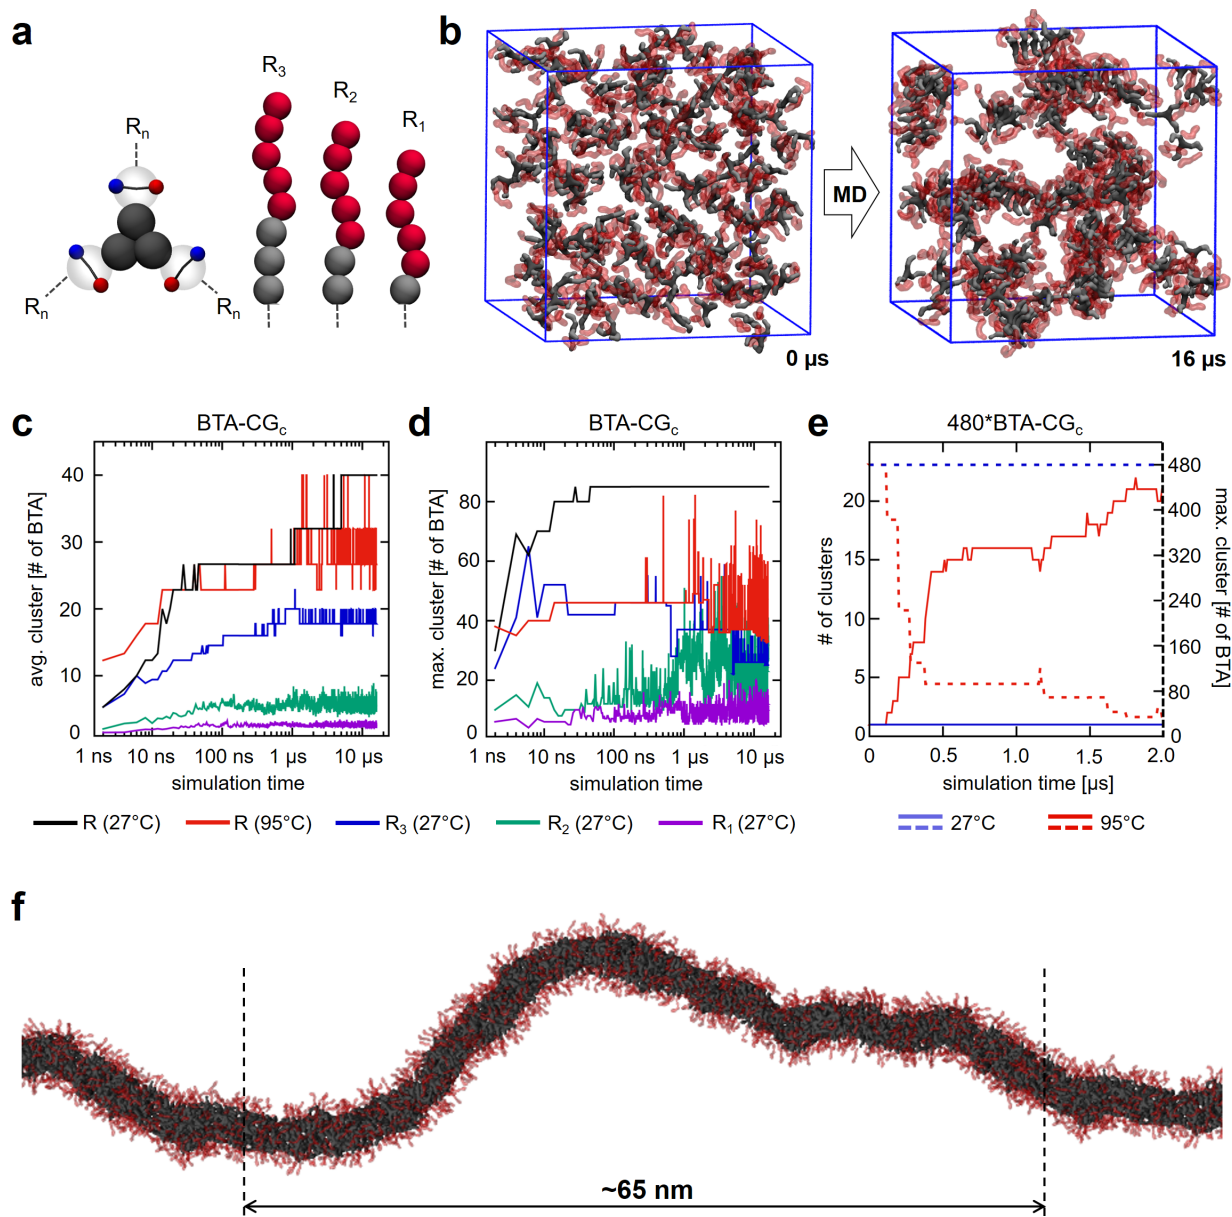 a
R3
R2
R1
Rn
Rn
Rn
b
MD
0 µs
16 µs
c
BTA-CGc
avg. cluster [# of BTA]
40
30
20
10
0
1 ns 10 ns 100 ns 1 µs 10 µs
simulation time
d
BTA-CGc
max. cluster [# of BTA]
80
60
40
20
0
1 ns 10 ns 100 ns 1 µs 10 µs
simulation time
e
480*BTA-CGc
# of clusters
20
15
10
5
0
480
400
320
240
160
80
0
max. cluster [# of BTA]
0 0.5 1.0 1.5 2.0
simulation time [µs]
R (27°C) R (95°C) R3 (27°C) R2 (27°C) R1 (27°C)
27°C 95°C
f
~65 nm